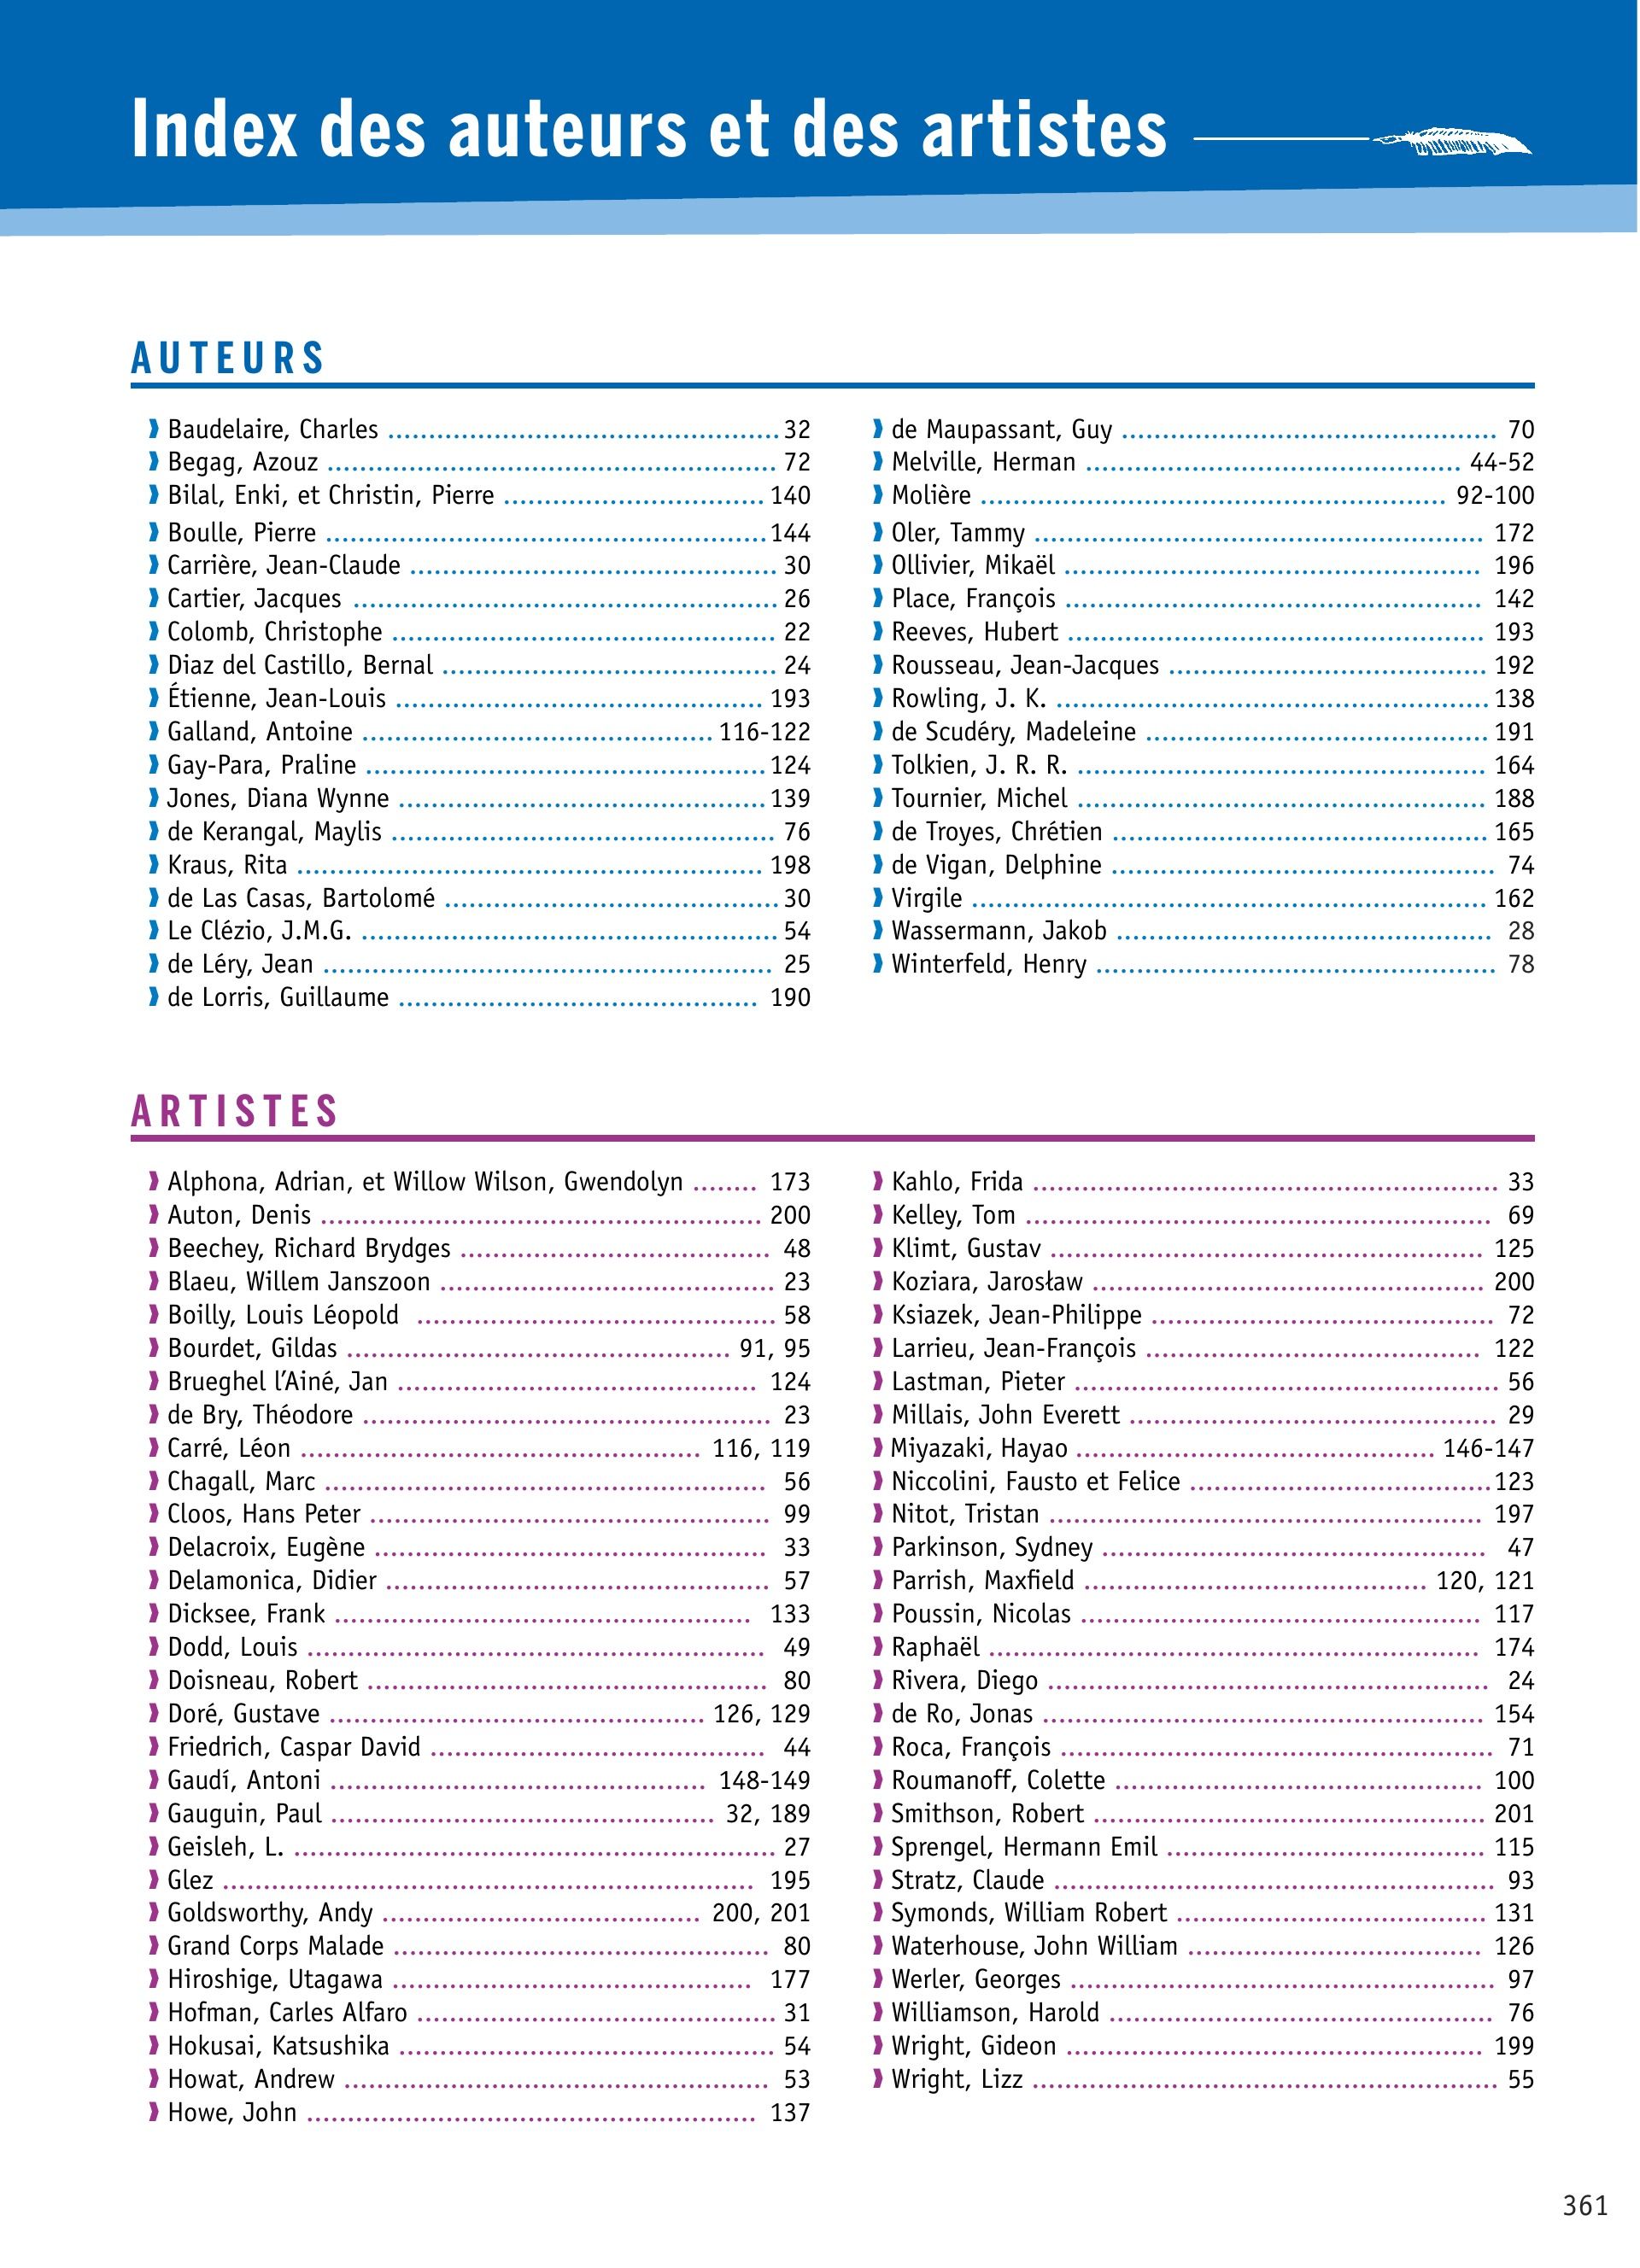 Index des auteurs et des artistes
AUTEURS
Baudelaire, Charles ................................................ 32
Begag, Azouz ....................................................... 72
Bilal, Enki, et Christin, Pierre ................................ 140
Boulle, Pierre ...................................................... 144
Carrière, Jean-Claude ............................................. 30
Cartier, Jacques .................................................... 26
Colomb, Christophe ............................................... 22
Diaz del Castillo, Bernal ......................................... 24
Étienne, Jean-Louis ............................................. 193
Galland, Antoine ........................................... 116-122
Gay-Para, Praline ................................................. 124
Jones, Diana Wynne ............................................. 139
de Kerangal, Maylis ............................................... 76
Kraus, Rita ......................................................... 198
de Las Casas, Bartolomé ......................................... 30
Le Clézio, J.M.G. ................................................... 54
de Léry, Jean ....................................................... 25
de Lorris, Guillaume ............................................ 190
de Maupassant, Guy .............................................. 70
Melville, Herman .............................................. 44-52
Molière ......................................................... 92-100
Oler, Tammy ....................................................... 172
Ollivier, Mikaël ................................................... 196
Place, François ................................................... 142
Reeves, Hubert ................................................... 193
Rousseau, Jean-Jacques ....................................... 192
Rowling, J. K. ..................................................... 138
de Scudéry, Madeleine .......................................... 191
Tolkien, J. R. R. .................................................. 164
Tournier, Michel .................................................. 188
de Troyes, Chrétien .............................................. 165
de Vigan, Delphine ............................................... 74
Virgile ............................................................... 162
Wassermann, Jakob .............................................. 28
Winterfeld, Henry ................................................. 78
ARTISTES
Alphona, Adrian, et Willow Wilson, Gwendolyn ........ 173
Auton, Denis ...................................................... 200
Beechey, Richard Brydges ...................................... 48
Blaeu, Willem Janszoon ......................................... 23
Boilly, Louis Léopold ............................................ 58
Bourdet, Gildas ............................................... 91, 95
Brueghel l’Ainé, Jan ............................................ 124
de Bry, Théodore .................................................. 23
Carré, Léon ................................................. 116, 119
Chagall, Marc ...................................................... 56
Cloos, Hans Peter ................................................. 99
Delacroix, Eugène ................................................ 33
Delamonica, Didier ............................................... 57
Dicksee, Frank ................................................... 133
Dodd, Louis ........................................................ 49
Doisneau, Robert ................................................. 80
Doré, Gustave .............................................. 126, 129
Friedrich, Caspar David ......................................... 44
Gaudí, Antoni .............................................. 148-149
Gauguin, Paul ............................................... 32, 189
Geisleh, L. ........................................................... 27
Glez ................................................................. 195
Goldsworthy, Andy ....................................... 200, 201
Grand Corps Malade .............................................. 80
Hiroshige, Utagawa ............................................ 177
Hofman, Carles Alfaro ............................................ 31
Hokusai, Katsushika .............................................. 54
Howat, Andrew .................................................... 53
Howe, John ....................................................... 137
Kahlo, Frida ......................................................... 33
Kelley, Tom ......................................................... 69
Klimt, Gustav ..................................................... 125
Koziara, Jarosław ................................................ 200
Ksiazek, Jean-Philippe .......................................... 72
Larrieu, Jean-François ......................................... 122
Lastman, Pieter .................................................... 56
Millais, John Everett ............................................. 29
Miyazaki, Hayao ............................................ 146-147
Niccolini, Fausto et Felice ..................................... 123
Nitot, Tristan ..................................................... 197
Parkinson, Sydney ............................................... 47
Parrish, Maxfield .......................................... 120, 121
Poussin, Nicolas ................................................. 117
Raphaël ............................................................ 174
Rivera, Diego ...................................................... 24
de Ro, Jonas ...................................................... 154
Roca, François ..................................................... 71
Roumanoff, Colette ............................................. 100
Smithson, Robert ................................................ 201
Sprengel, Hermann Emil ....................................... 115
Stratz, Claude ...................................................... 93
Symonds, William Robert ...................................... 131
Waterhouse, John William .................................... 126
Werler, Georges .................................................... 97
Williamson, Harold ............................................... 76
Wright, Gideon ................................................... 199
Wright, Lizz ......................................................... 55
361